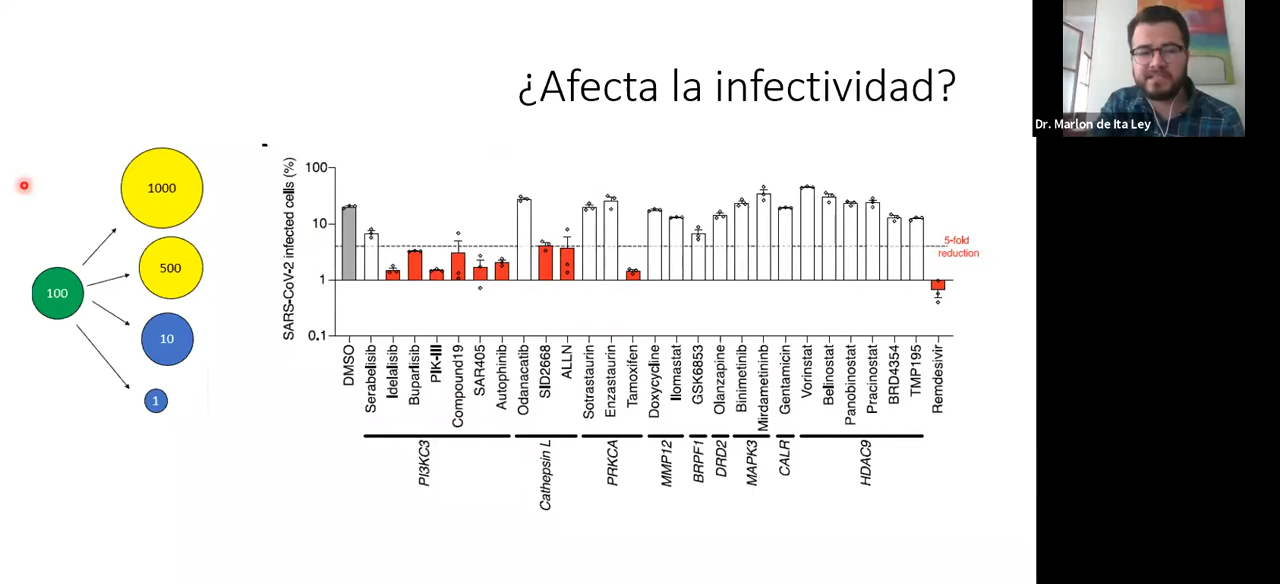 ¿Afecta la infectividad?
Dr. Marlon de Ita Ley
1000
500
100
10
1
SARS-CoV-2 infected cells (%)
100
10
1
0.1
5-fold
reduction
DMSO
Serabelisib
Idelalisib
Buparlisib
PIK-III
Compound19
SAR405
Autophinib
Odanacatib
SID2668
ALLN
Sotrastaurin
Enzastaurin
Tamoxifen
Doxycycline
Ilomastat
GSK6853
Olanzapine
Binimetinib
Mirdametininb
Gentamicin
Vorinstat
Belinostat
Panobinostat
Pracinostat
BRD4354
TMP195
Remdesivir
PI3KC3
Cathepsin L
PRKCA
MMP12
BRPF1
DRD2
MAPK3
CALR
HDAC9